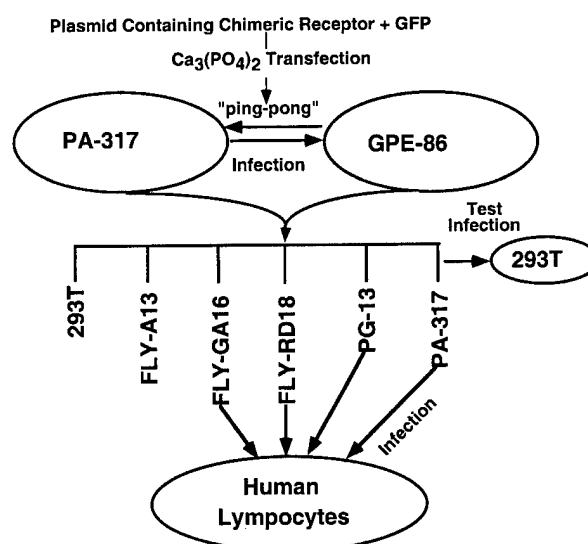 Plasmid Containing Chimeric Receptor + GFP
Ca3(PO4)2 Transfection
"ping-pong"
PA-317
GPE-86
Infection
Test
Infection
293T
293T
FLY-A13
FLY-GA16
FLY-RD18
PG-13
PA-317
Infection
Human
Lympocytes